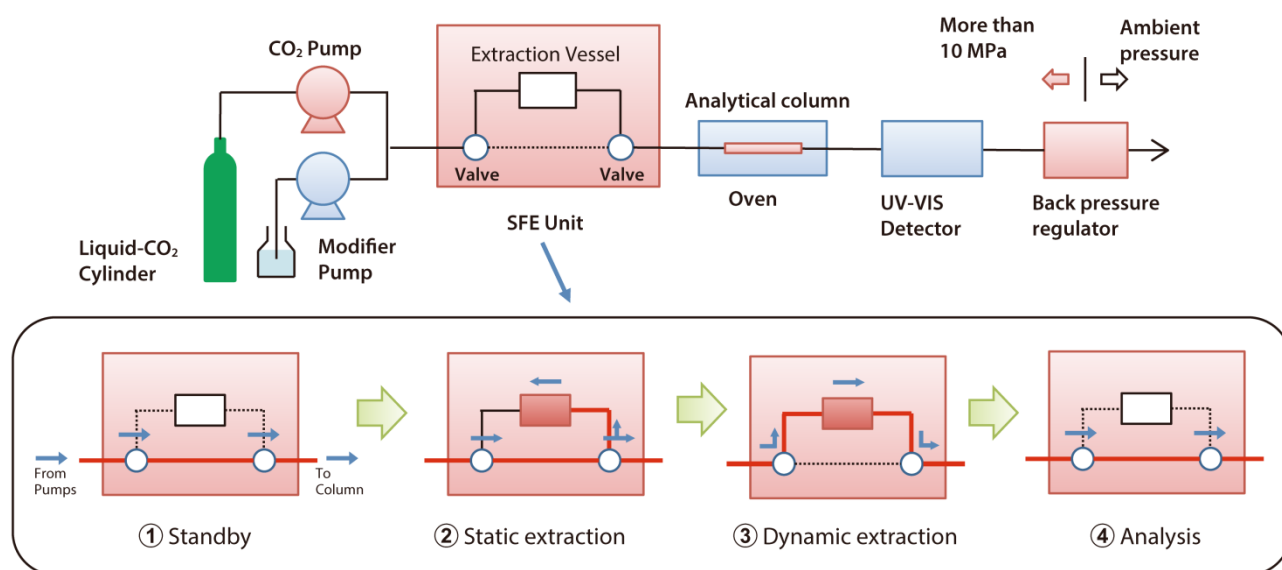 CO₂ Pump
Extraction Vessel
More than
10 MPa
Ambient
pressure
Analytical column
Valve
Valve
Oven
UV-VIS
Detector
Back pressure
regulator
Liquid-CO₂
Cylinder
Modifier
Pump
SFE Unit
From
Pumps
To
Column
① Standby
② Static extraction
③ Dynamic extraction
④ Analysis